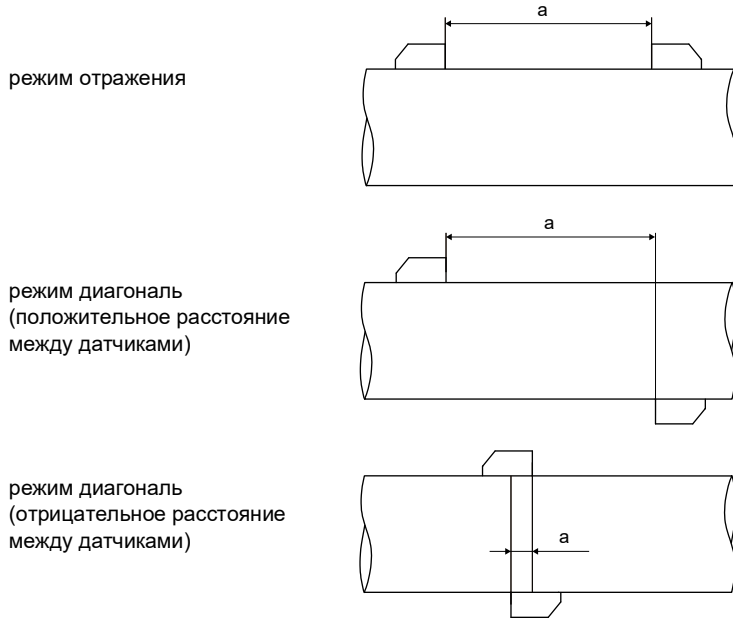 a
режим отражения
a
режим диагональ
(положительное расстояние
между датчиками)
режим диагональ
(отрицательное расстояние
между датчиками)
a